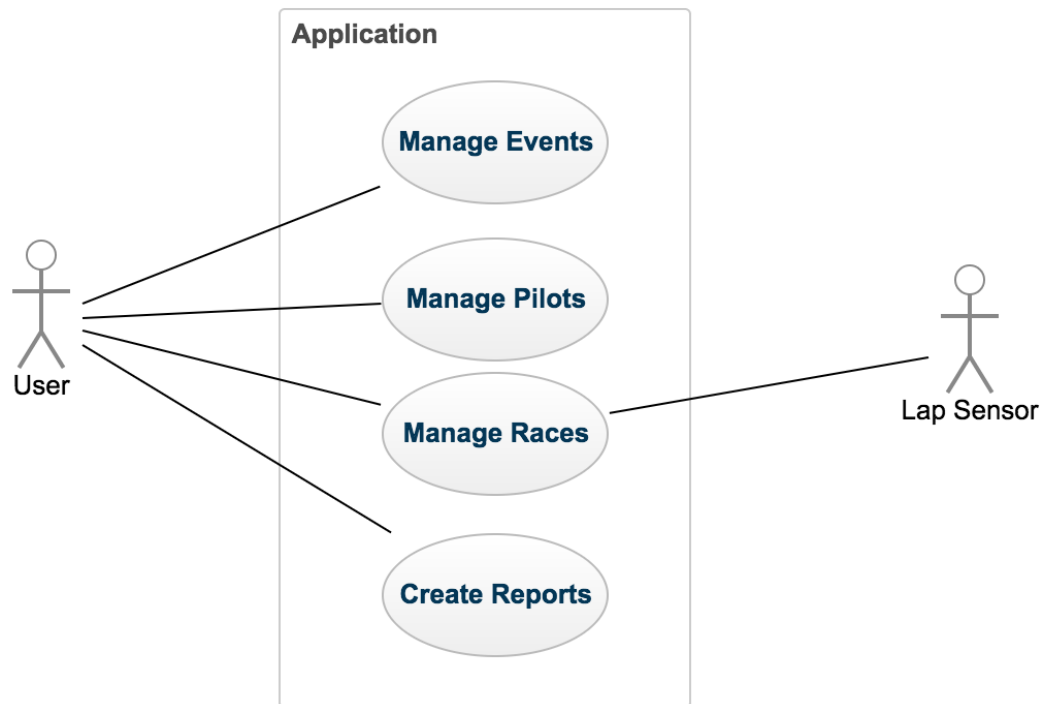 Application
Manage Events
Manage Pilots
User
Manage Races
Lap Sensor
Create Reports